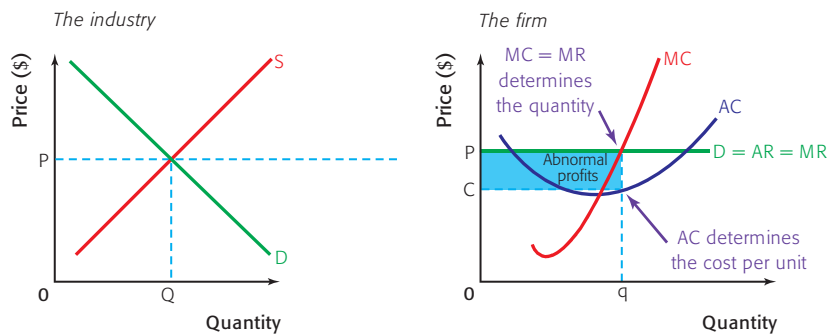 The industry
Price ($)
S
P
D
0
Q
Quantity
The firm
Price ($)
MC = MR
determines
the quantity
MC
AC
P
Abnormal
profits
D = AR = MR
C
AC determines
the cost per unit
0
q
Quantity